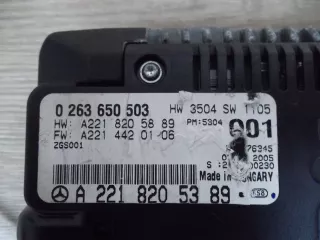 0 263 650 503 HW 3504 SW 1105
HW: A221 820 58 89 PM:5304 001
FW: A221 442 01 06 76345
ZGS001 2005
S : 00230
Made in HUNGARY
A 221 820 53 89